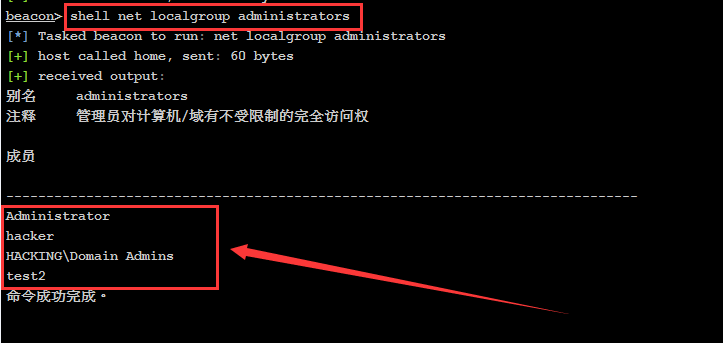 beacon> shell net localgroup administrators
[*] Tasked beacon to run: net localgroup administrators
[+] host called home, sent: 60 bytes
[+] received output:
别名     administrators
注释     管理员对计算机/域有不受限制的完全访问权
成员
-------------------------------------------------------------------------------
Administrator
hacker
HACKING\Domain Admins
test2
命令成功完成。